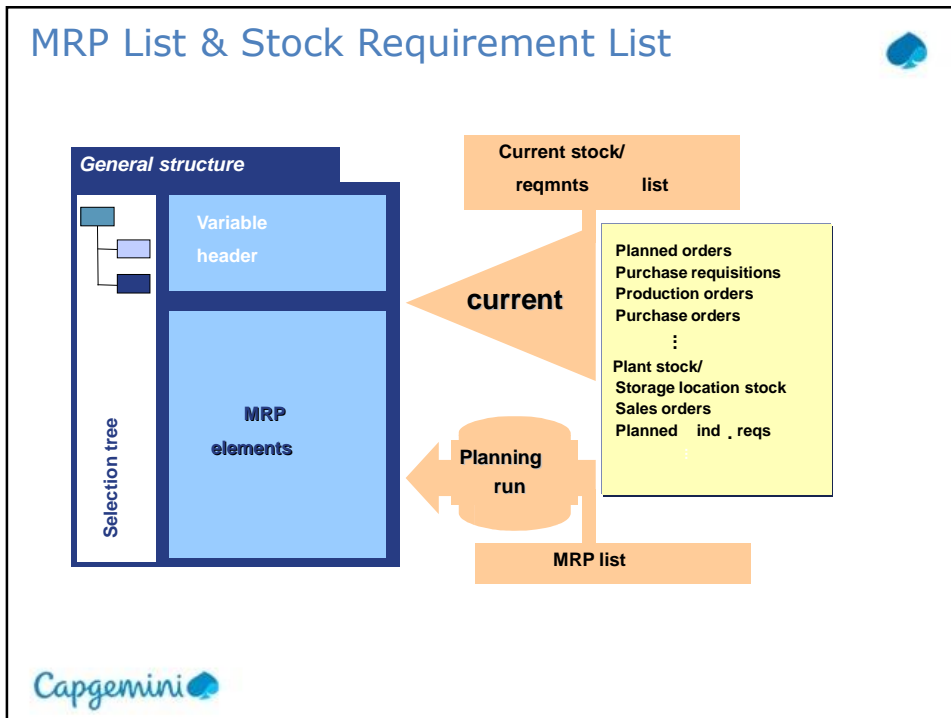 MRP List & Stock Requirement List
General structure
Variable
header
MRP
elements
Selection tree
Current stock/
reqmnts list
current
Planning
run
MRP list
Planned orders
Purchase requisitions
Production orders
Purchase orders
⋮
Plant stock/
Storage location stock
Sales orders
Planned ind . reqs
Capgemini